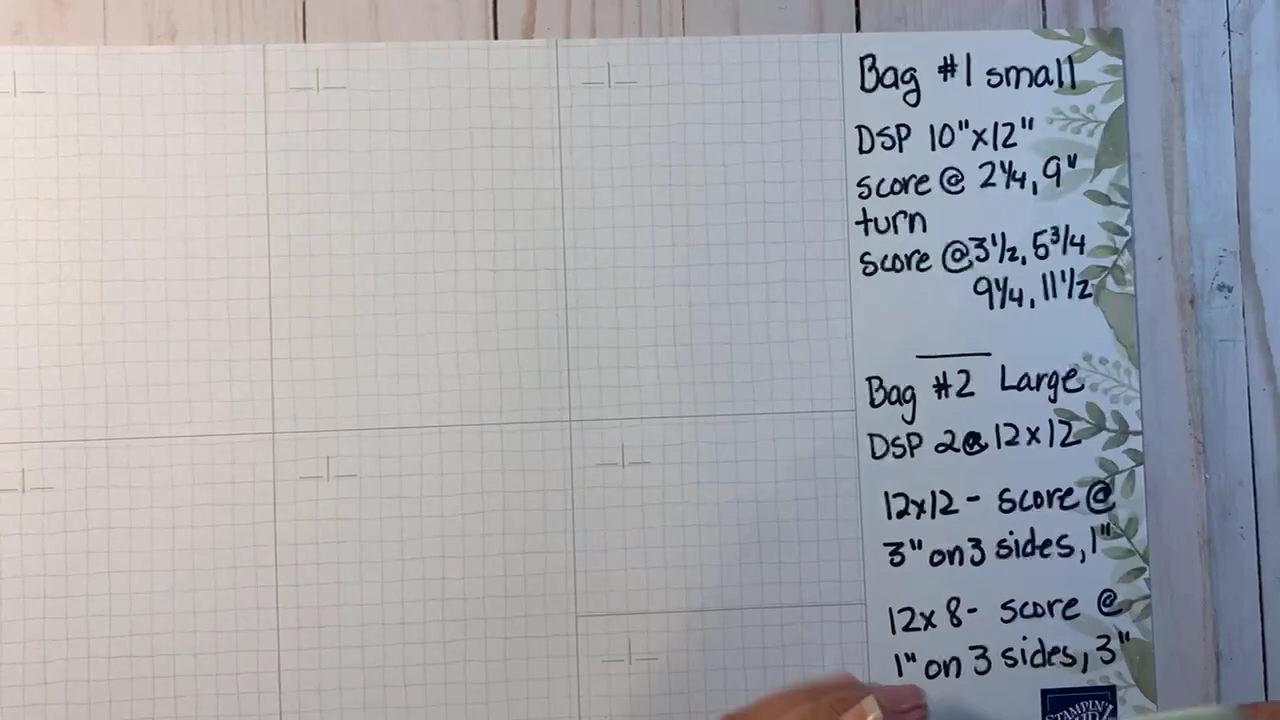 Bag #1 small
DSP 10"x12"
score @ 2¼, 9"
turn
score @ 3½, 5¾
9¼, 11½
Bag #2 Large
DSP 2@ 12x12
12x12 - score @
3" on 3 sides, 1"
12x8 - score @
1" on 3 sides, 3"
STAMPIN'